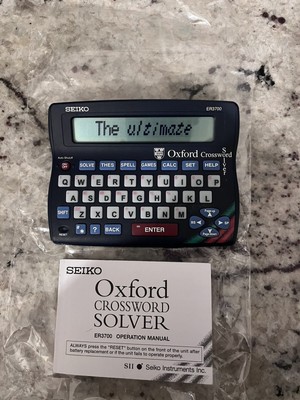 SEIKO
ER3700
The ultimate
Oxford Crossword
Solver
SOLVE THES SPELL GAMES CALC SET HELP
Q W E R T Y U I O P
A S D F G H J K L
SHIFT Z X C V B N M
? BACK ENTER
RESET
SEIKO
Oxford
CROSSWORD
SOLVER
ER3700 OPERATION MANUAL
ALWAYS press the "RESET" button on the front of the unit after
battery replacement or if the unit fails to operate properly.
SII Seiko Instruments Inc.